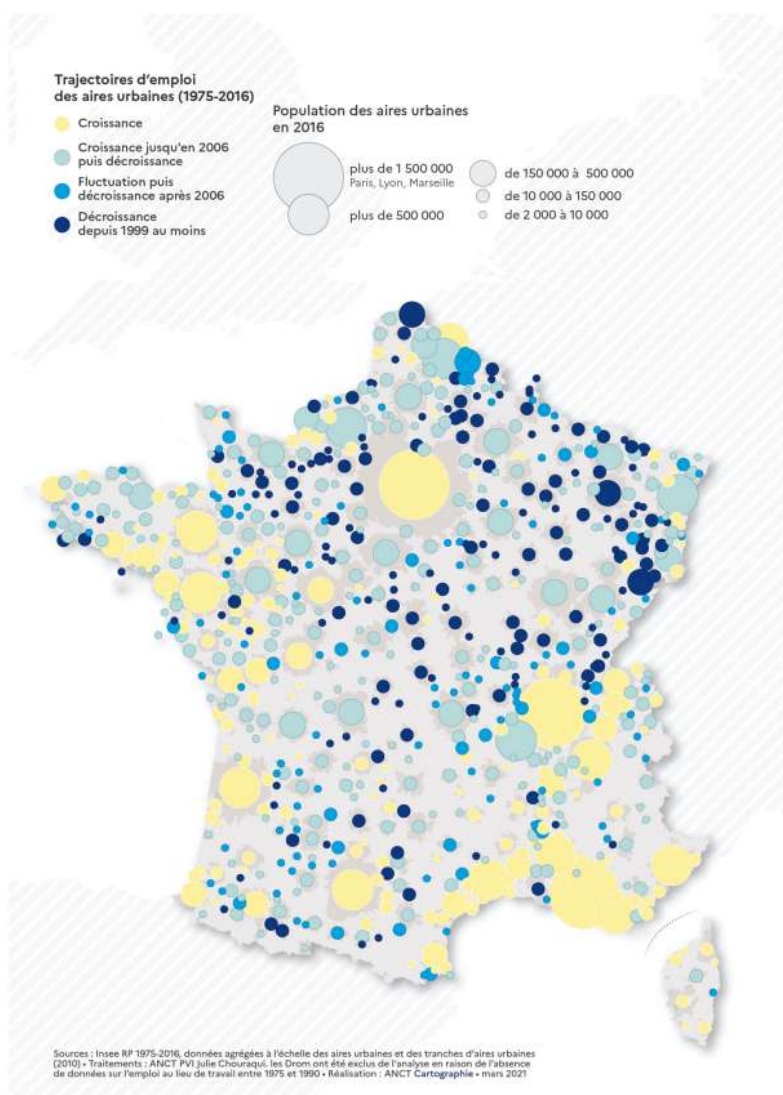 Trajectoires d'emploi
des aires urbaines (1975-2016)
Croissance
Croissance jusqu'en 2006
puis décroissance
Fluctuation puis
décroissance après 2006
Décroissance
depuis 1999 au moins
Population des aires urbaines
en 2016
plus de 1 500 000
Paris, Lyon, Marseille
plus de 500 000
de 150 000 à 500 000
de 10 000 à 150 000
de 2 000 à 10 000
Sources : Insee RP 1975-2016, données agrégées à l'échelle des aires urbaines et des tranches d'aires urbaines
(2010) • Traitements : ANCT PVI Julie Chouraqui. les Drom ont été exclus de l'analyse en raison de l'absence
de données sur l'emploi au lieu de travail entre 1975 et 1990 • Réalisation : ANCT Cartographie • mars 2021